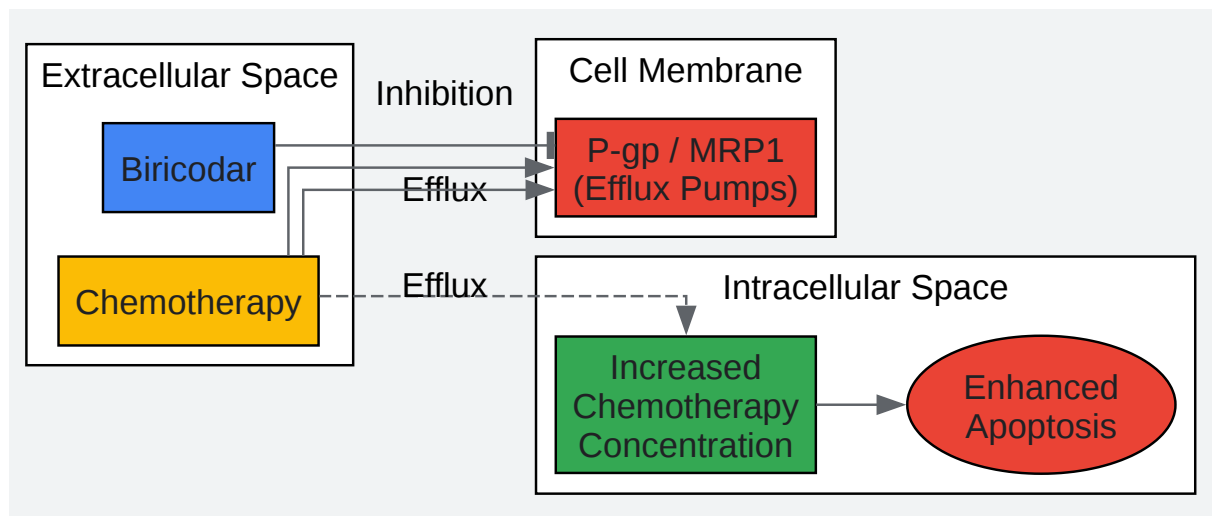 Extracellular Space
Biricodar
Chemotherapy
Inhibition
Efflux
Efflux
Cell Membrane
P-gp / MRP1
(Efflux Pumps)
Intracellular Space
Increased
Chemotherapy
Concentration
Enhanced
Apoptosis